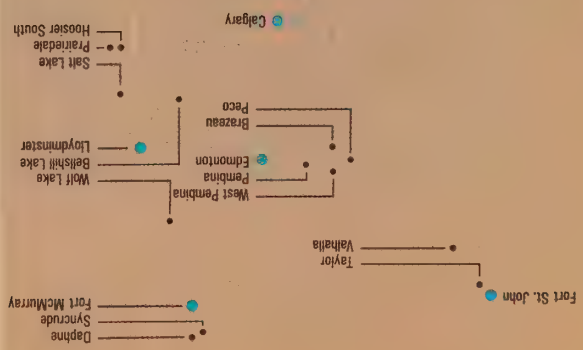 Daphne
Syncrude
Fort McMurray
Fort St. John
Taylor
Valhalla
West Pembina
Pembina
Edmonton
Brazeau
Peco
Wolf Lake
Bellshill Lake
Lloydminster
Salt Lake
Prairiedale
Hoosier South
Calgary